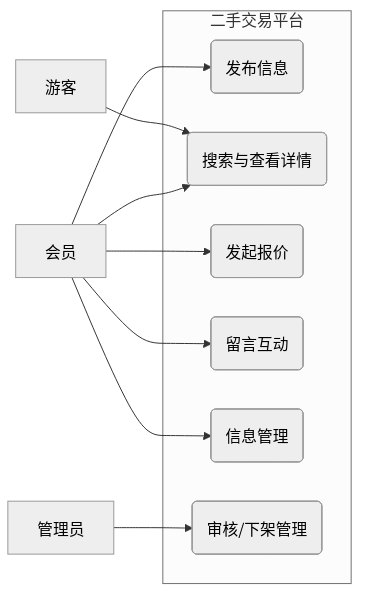 二手交易平台
发布信息
游客
搜索与查看详情
会员
发起报价
留言互动
信息管理
管理员
审核/下架管理